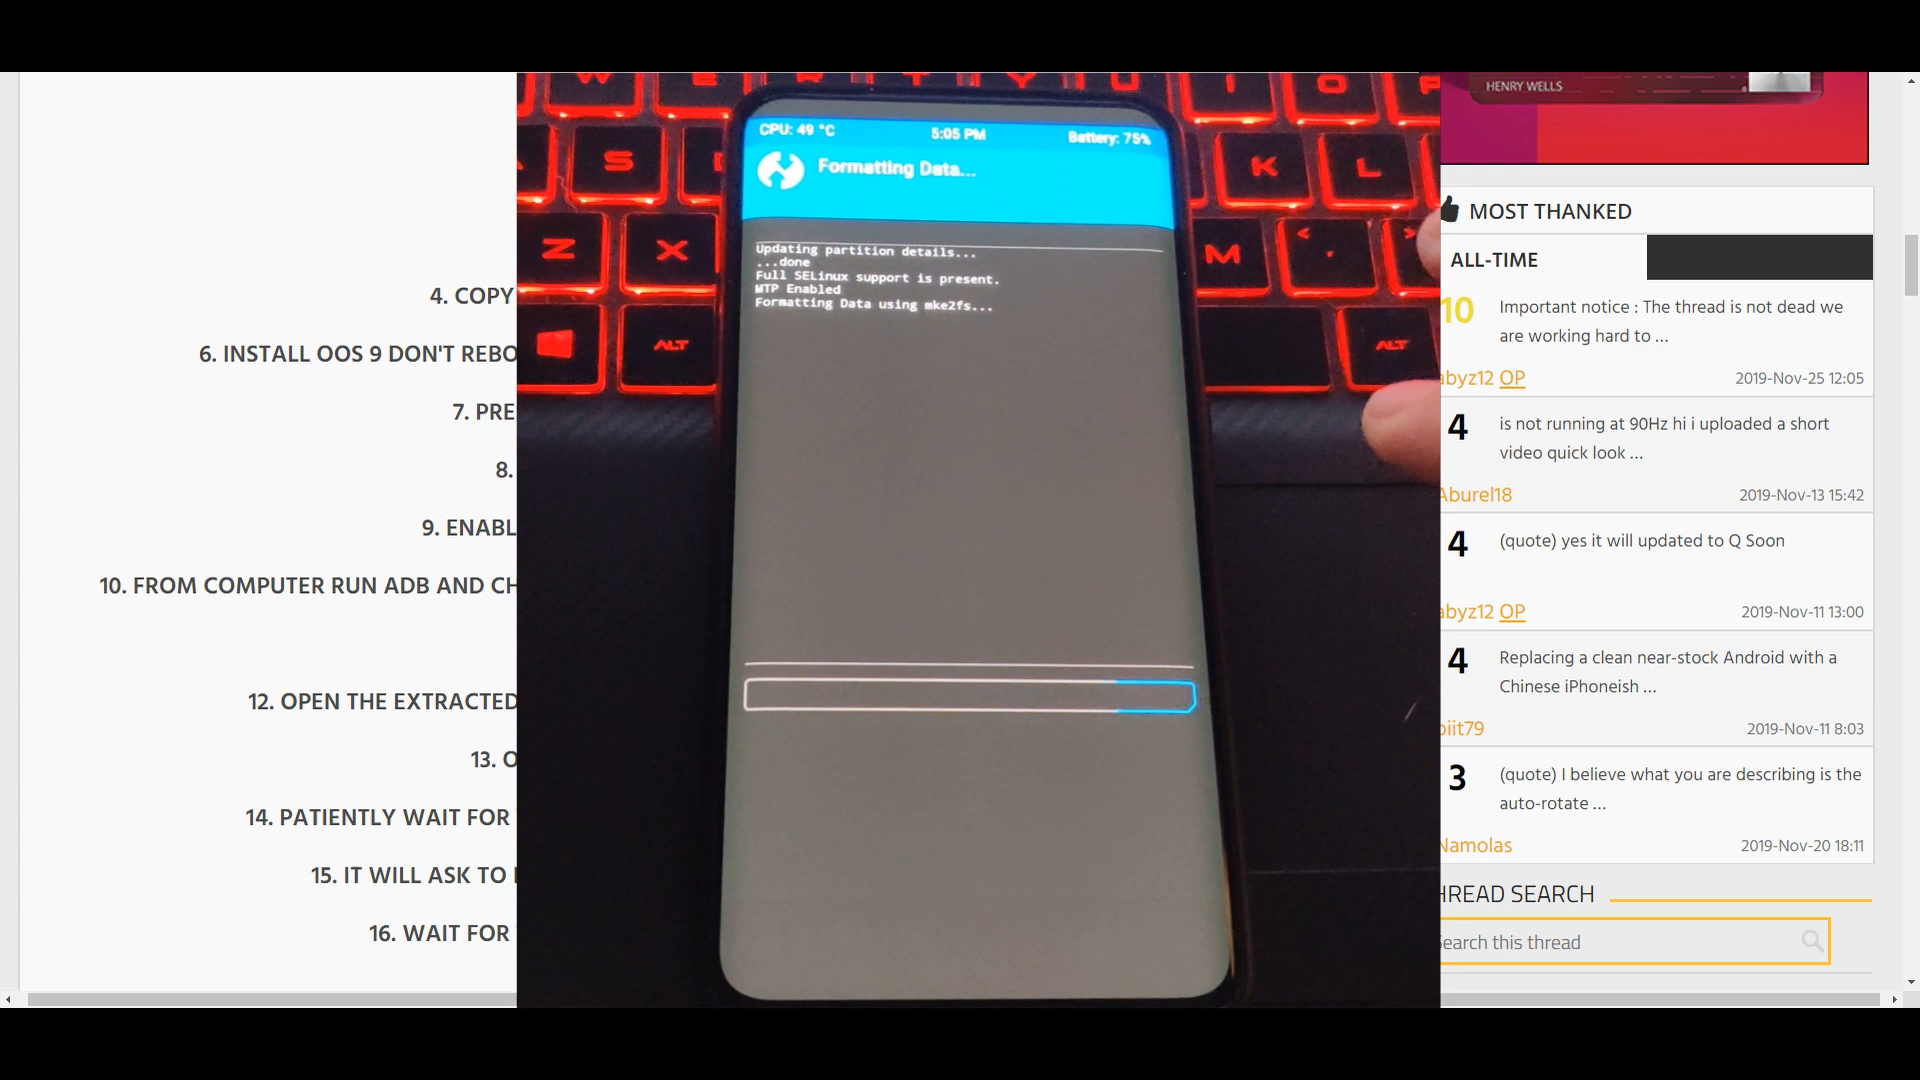 4. COPY
6. INSTALL OOS 9 DON'T REBO
7. PRE
8.
9. ENABL
10. FROM COMPUTER RUN ADB AND CH
12. OPEN THE EXTRACTED
13. O
14. PATIENTLY WAIT FOR
15. IT WILL ASK TO
16. WAIT FOR
W E R T Y U I O P
S K L
Z X M < , >
ALT ALT
CPU: 49 °C 5:05 PM Battery: 75%
Formatting Data...
Updating partition details...
...done
Full SELinux support is present.
MTP Enabled
Formatting Data using mke2fs...
HENRY WELLS
MOST THANKED
ALL-TIME
10 Important notice : The thread is not dead we
are working hard to ...
abyz12 OP 2019-Nov-25 12:05
4 is not running at 90Hz hi i uploaded a short
video quick look ...
Aburel18 2019-Nov-13 15:42
4 (quote) yes it will updated to Q Soon
abyz12 OP 2019-Nov-11 13:00
4 Replacing a clean near-stock Android with a
Chinese iPhoneish ...
piit79 2019-Nov-11 8:03
3 (quote) I believe what you are describing is the
auto-rotate ...
Namolas 2019-Nov-20 18:11
HREAD SEARCH
Search this thread